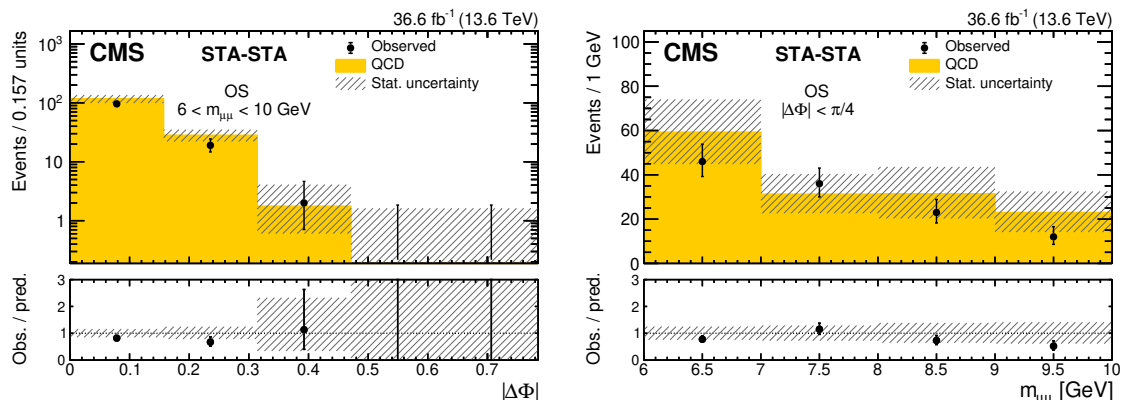 36.6 fb⁻¹ (13.6 TeV)
CMS STA-STA
Observed
QCD
Stat. uncertainty
OS
6 < mμμ < 10 GeV
Events / 0.157 units
10³
10²
10
1
Obs. / pred.
3
2
1
0
0 0.1 0.2 0.3 0.4 0.5 0.6 0.7
|ΔΦ|
36.6 fb⁻¹ (13.6 TeV)
CMS STA-STA
Observed
QCD
Stat. uncertainty
OS
|ΔΦ| < π/4
Events / 1 GeV
100
80
60
40
20
0
Obs. / pred.
3
2
1
0
6 6.5 7 7.5 8 8.5 9 9.5 10
mμμ [GeV]